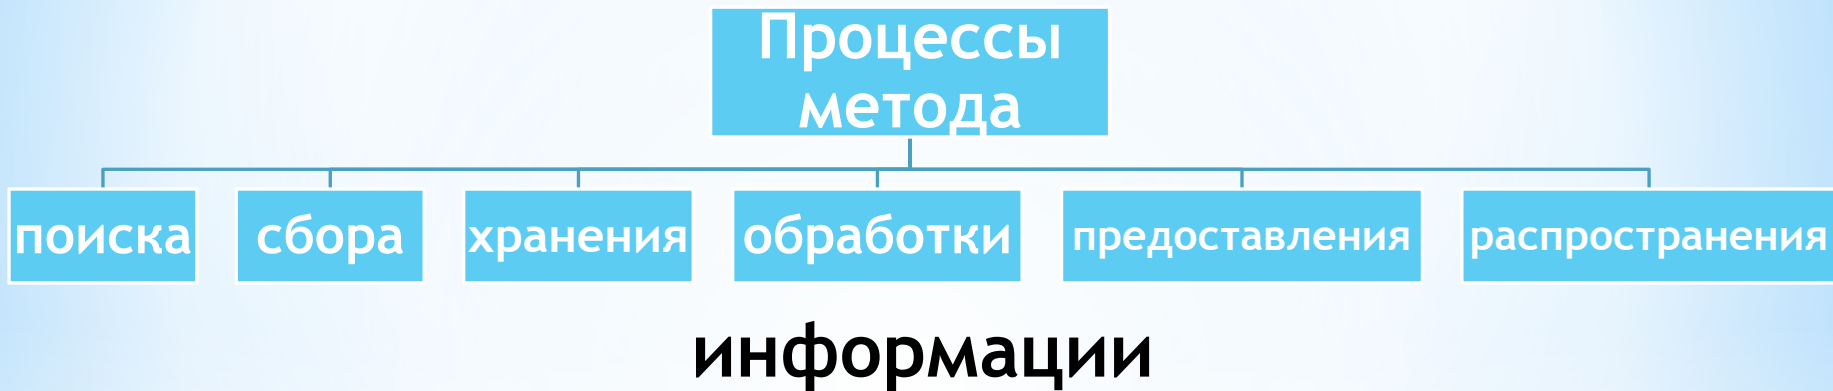 Процессы
метода
поиска
сбора
хранения
обработки
предоставления
распространения
информации